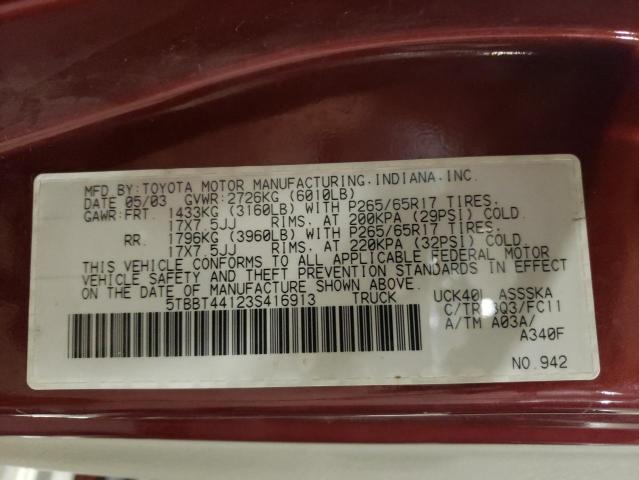 MFD BY:TOYOTA MOTOR MANUFACTURING,INDIANA,INC.
DATE 05/03 GVWR:2726KG (6010LB)
GAWR:FRT. 1433KG (3160LB) WITH P265/65R17 TIRES.
17X7.5JJ RIMS, AT 200KPA (29PSI) COLD.
RR. 1796KG (3960LB) WITH P265/65R17 TIRES.
17X7.5JJ RIMS, AT 220KPA (32PSI) COLD.
THIS VEHICLE CONFORMS TO ALL APPLICABLE FEDERAL MOTOR
VEHICLE SAFETY AND THEFT PREVENTION STANDARDS IN EFFECT
ON THE DATE OF MANUFACTURE SHOWN ABOVE.
5TBBT44123S416913 TRUCK UCK40L ASSSKA
C/TR 3Q3/FC11
A/TM A03A/
A340F
NO.942